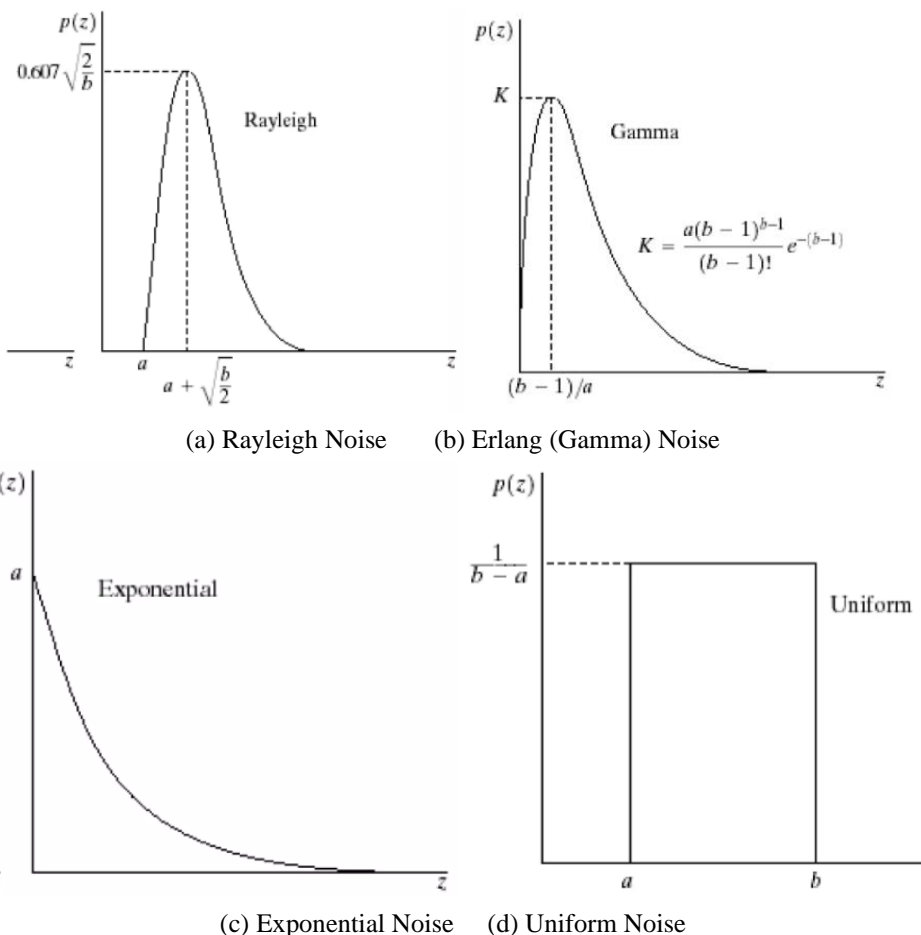 p(z)
0.607 √(2/b)
Rayleigh
z
a
a + √(b/2)
z
p(z)
K
Gamma
K = a(b − 1)^{b−1} / (b − 1)! e^{−(b−1)}
(b − 1)/a
z
(a) Rayleigh Noise (b) Erlang (Gamma) Noise
(z)
a
Exponential
z
p(z)
1/(b − a)
Uniform
a
b
(c) Exponential Noise (d) Uniform Noise